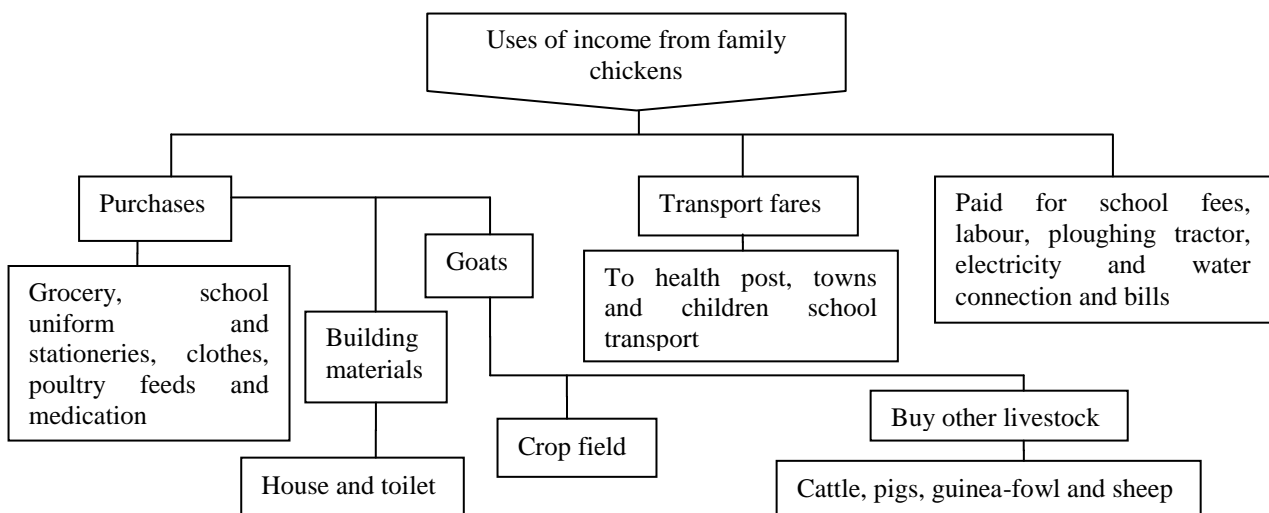 Uses of income from family
chickens
Purchases
Transport fares
Paid for school fees,
labour, ploughing tractor,
electricity and water
connection and bills
Goats
Grocery, school
uniform and
stationeries, clothes,
poultry feeds and
medication
To health post, towns
and children school
transport
Building
materials
Crop field
Buy other livestock
House and toilet
Cattle, pigs, guinea-fowl and sheep